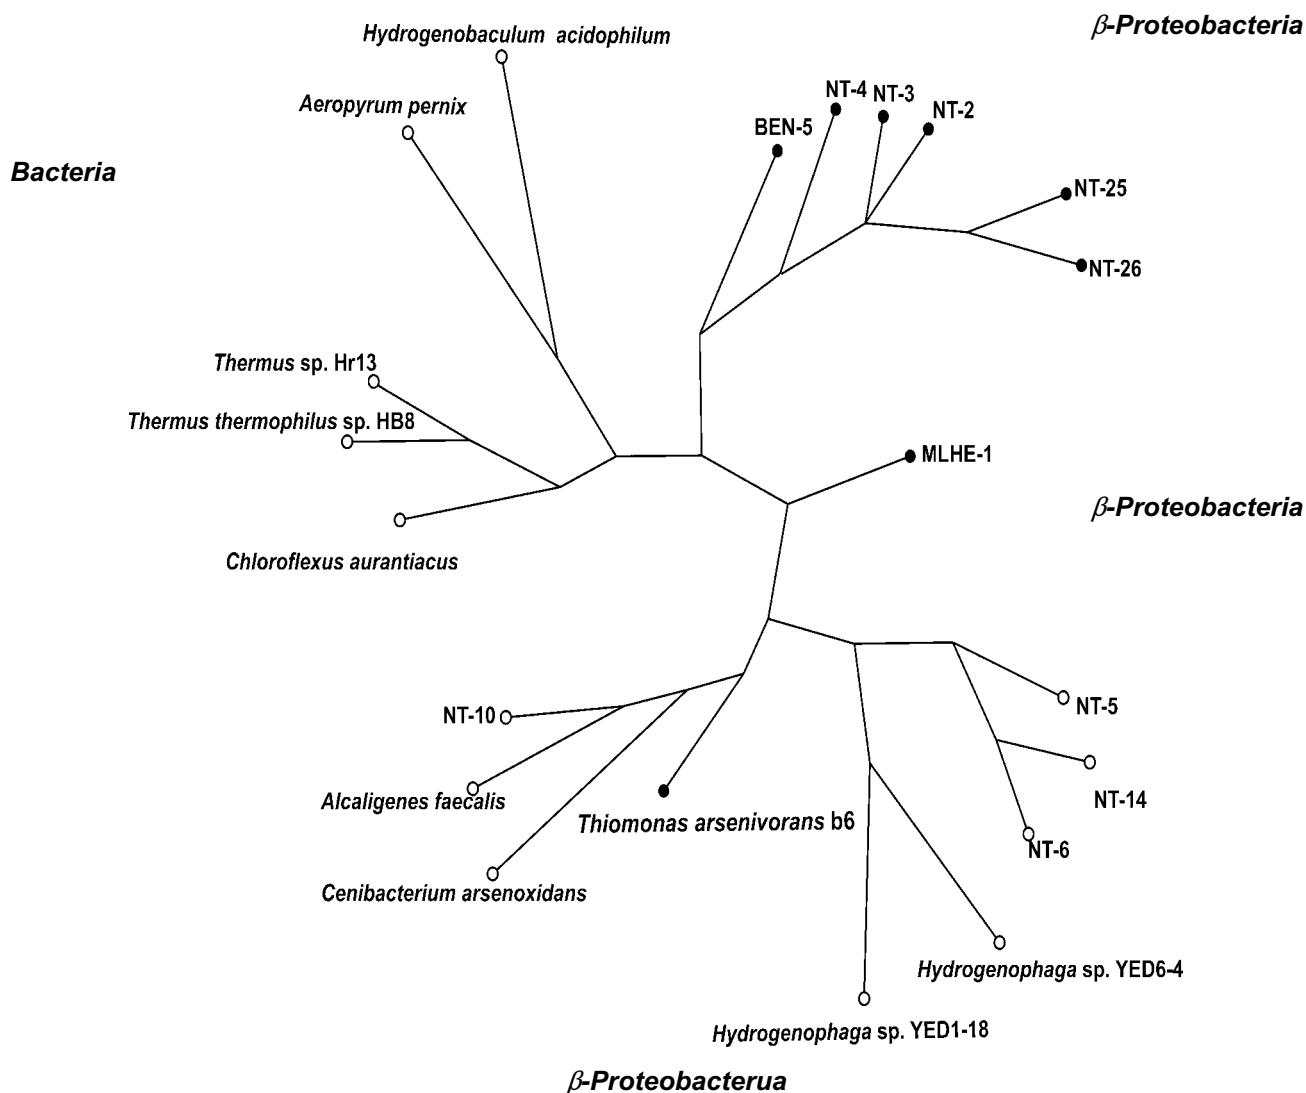 Hydrogenobaculum acidophilum
β-Proteobacteria
Aeropyrum pernix
NT-4
NT-3
NT-2
BEN-5
Bacteria
NT-25
NT-26
Thermus sp. Hr13
Thermus thermophilus sp. HB8
MLHE-1
β-Proteobacteria
Chloroflexus aurantiacus
NT-10
NT-5
Alcaligenes faecalis
Thiomonas arsenivorans b6
NT-14
NT-6
Cenibacterium arsenoxidans
Hydrogenophaga sp. YED6-4
Hydrogenophaga sp. YED1-18
β-Proteobacterua